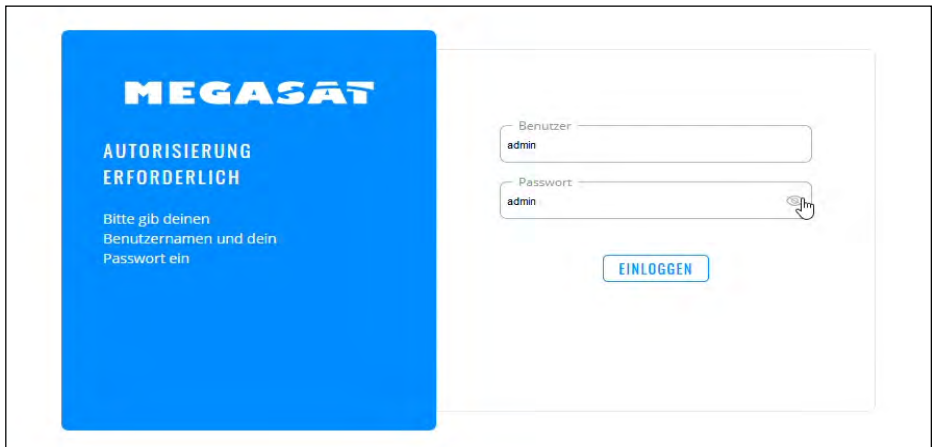 MEGASAT
AUTORISIERUNG
ERFORDERLICH
Bitte gib deinen
Benutzernamen und dein
Passwort ein
Benutzer
admin
Passwort
admin
EINLOGGEN